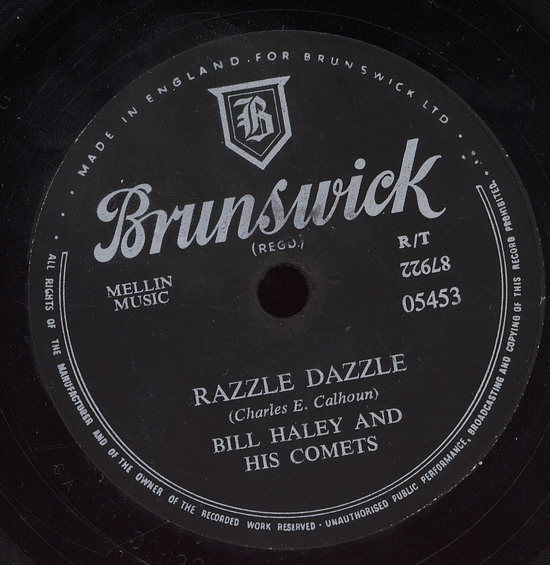 MADE IN ENGLAND · FOR BRUNSWICK LTD ·
B
Brunswick
(REGD.)
MELLIN
MUSIC
R/T
87922
05453
RAZZLE DAZZLE
(Charles E. Calhoun)
BILL HALEY AND
HIS COMETS
ALL RIGHTS OF THE MANUFACTURER AND OF THE OWNER OF THE RECORDED WORK RESERVED · UNAUTHORISED PUBLIC PERFORMANCE, BROADCASTING AND COPYING OF THIS RECORD PROHIBITED.